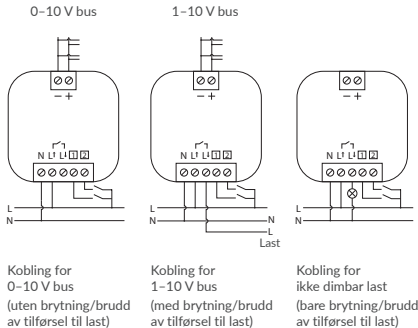 0–10 V bus
1–10 V bus
– +
– +
– +
N L↑ L↓ 1 2
N L↑ L↓ 1 2
N L↑ L↓ 1 2
L
N
L
N
N
L
Last
L
N
Kobling for
0–10 V bus
(uten brytning/brudd
av tilførsel til last)
Kobling for
1–10 V bus
(med brytning/brudd
av tilførsel til last)
Kobling for
ikke dimbar last
(bare brytning/brudd
av tilførsel til last)